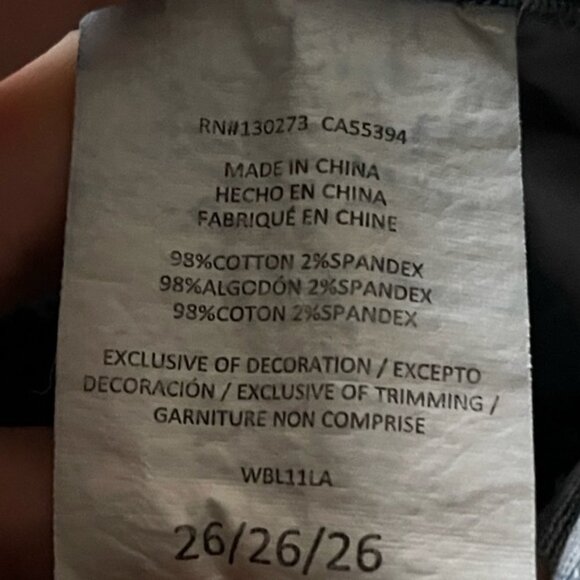 RN#130273 CA55394
MADE IN CHINA
HECHO EN CHINA
FABRIQUÉ EN CHINE
98%COTTON 2%SPANDEX
98%ALGODÓN 2%SPANDEX
98%COTON 2%SPANDEX
EXCLUSIVE OF DECORATION / EXCEPTO
DECORACIÓN / EXCLUSIVE OF TRIMMING /
GARNITURE NON COMPRISE
WBL11LA
26/26/26